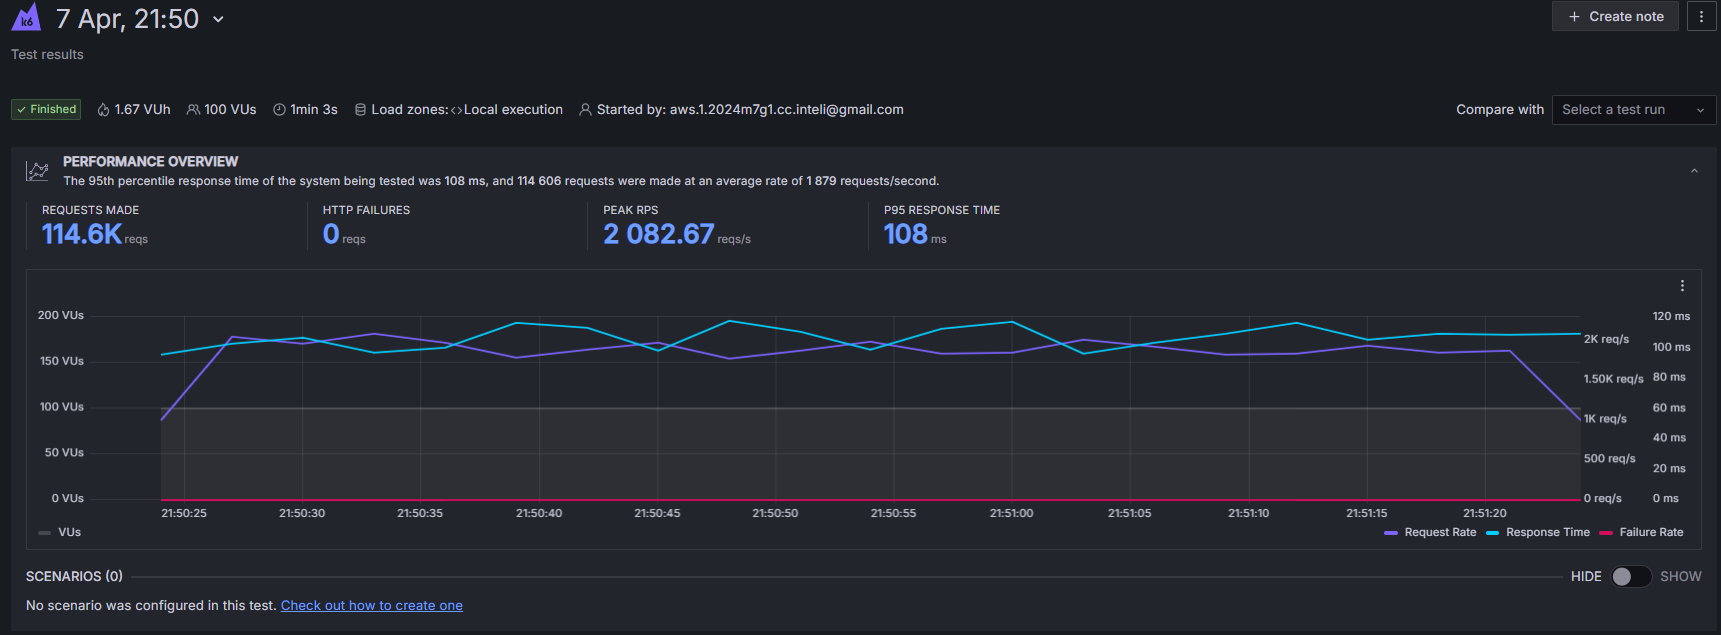 k6
7 Apr, 21:50
Create note
Test results
Finished
1.67 VUh
100 VUs
1min 3s
Load zones: Local execution
Started by: aws.1.2024m7g1.cc.inteli@gmail.com
Compare with
Select a test run
PERFORMANCE OVERVIEW
The 95th percentile response time of the system being tested was 108 ms, and 114 606 requests were made at an average rate of 1 879 requests/second.
REQUESTS MADE
114.6K reqs
HTTP FAILURES
0 reqs
PEAK RPS
2 082.67 reqs/s
P95 RESPONSE TIME
108 ms
200 VUs
150 VUs
100 VUs
50 VUs
0 VUs
2K req/s
1.50K req/s
1K req/s
500 req/s
0 req/s
120 ms
100 ms
80 ms
60 ms
40 ms
20 ms
0 ms
21:50:25
21:50:30
21:50:35
21:50:40
21:50:45
21:50:50
21:50:55
21:51:00
21:51:05
21:51:10
21:51:15
21:51:20
VUs
Request Rate
Response Time
Failure Rate
SCENARIOS (0)
HIDE
SHOW
No scenario was configured in this test. Check out how to create one